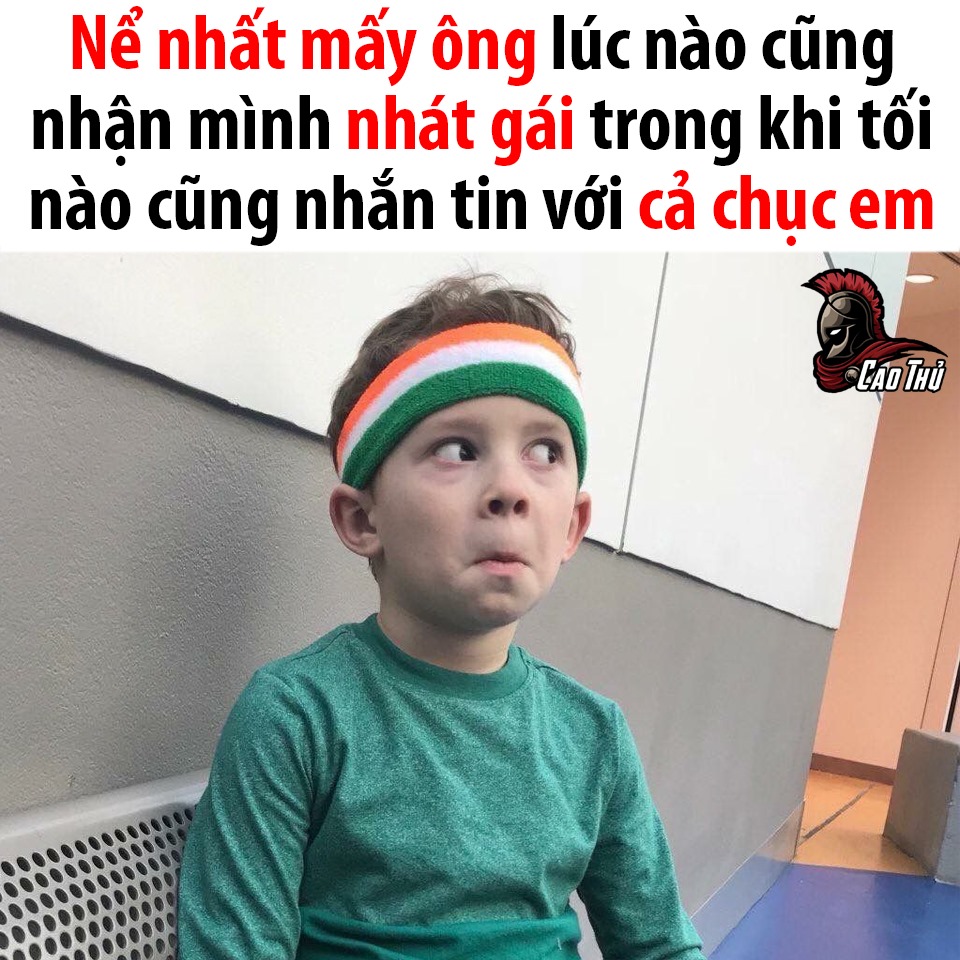 Nể nhất mấy ông lúc nào cũng
nhận mình nhát gái trong khi tối
nào cũng nhắn tin với cả chục em
CAO THỦ